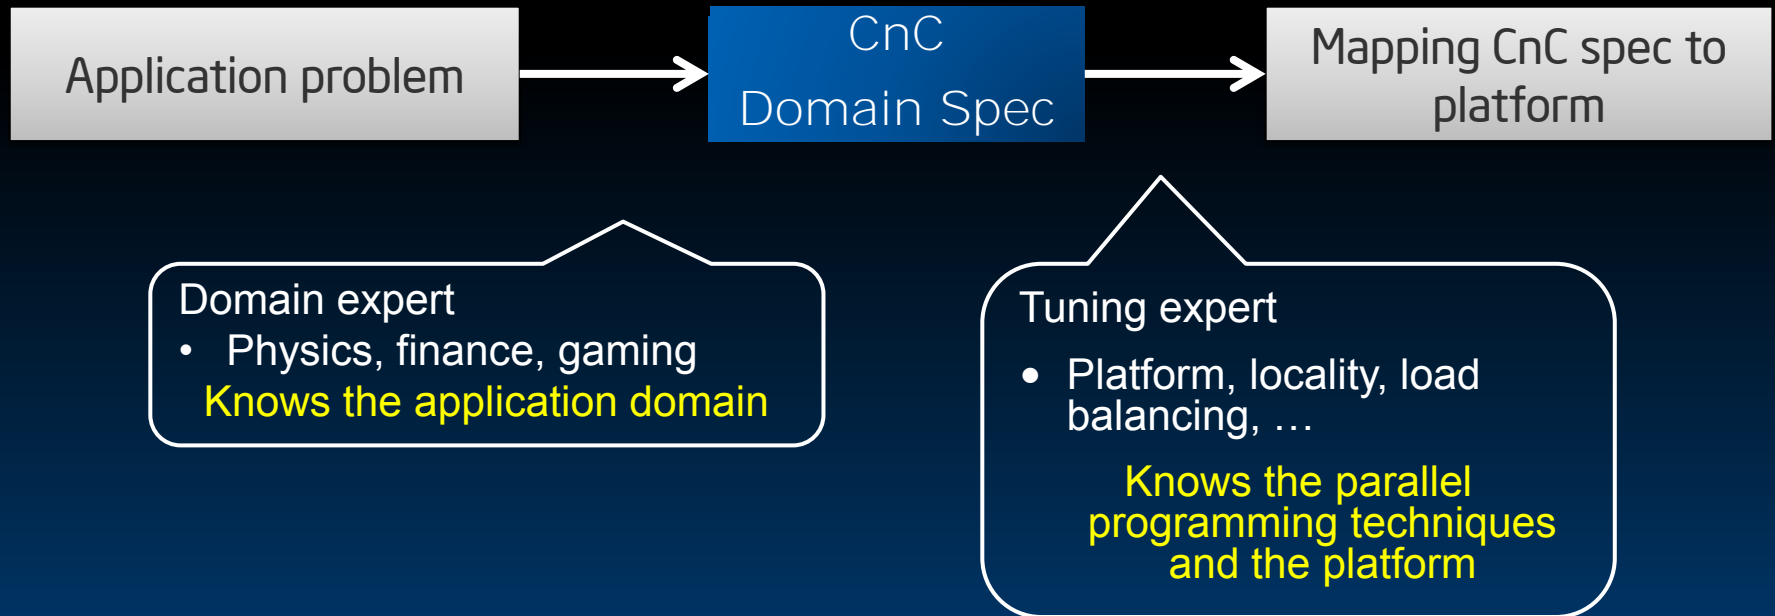 Application problem
CnC
Domain Spec
Mapping CnC spec to
platform
Domain expert
• Physics, finance, gaming
Knows the application domain
Tuning expert
• Platform, locality, load
balancing, …
Knows the parallel
programming techniques
and the platform